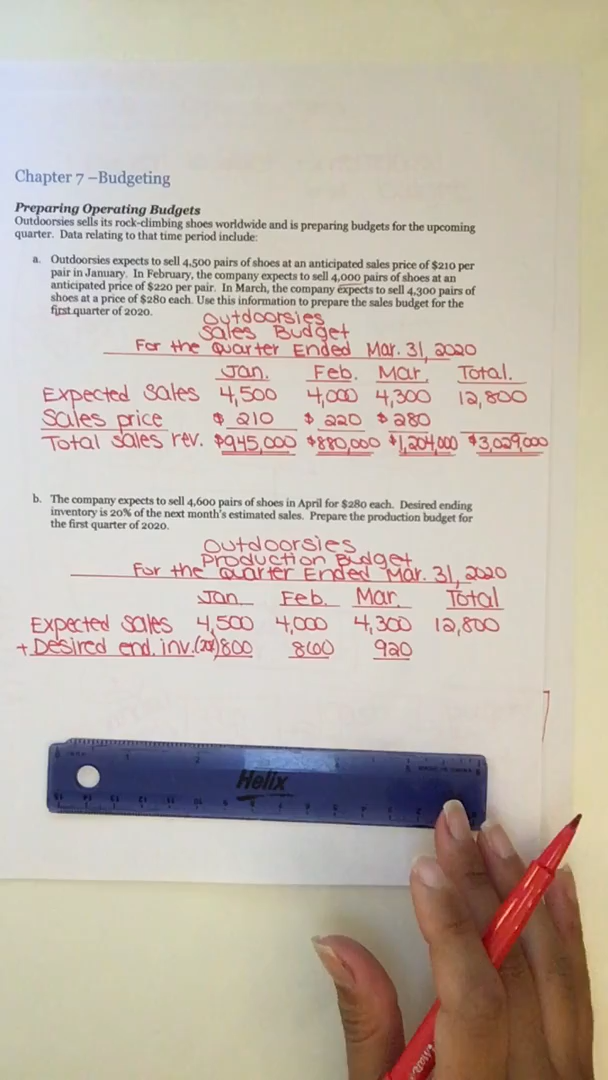 Chapter 7 –Budgeting
Preparing Operating Budgets
Outdoorsies sells its rock-climbing shoes worldwide and is preparing budgets for the upcoming
quarter. Data relating to that time period include:
a. Outdoorsies expects to sell 4,500 pairs of shoes at an anticipated sales price of $210 per
pair in January. In February, the company expects to sell 4,000 pairs of shoes at an
anticipated price of $220 per pair. In March, the company expects to sell 4,300 pairs of
shoes at a price of $280 each. Use this information to prepare the sales budget for the
first quarter of 2020.
Outdoorsies
Sales Budget
For the Quarter Ended Mar. 31, 2020
Jan. Feb. Mar. Total.
Expected Sales 4,500 4,000 4,300 12,800
Sales price $ 210 $ 220 $ 280
Total sales rev. $945,000 $880,000 $1,204,000 $3,029,000
b. The company expects to sell 4,600 pairs of shoes in April for $280 each. Desired ending
inventory is 20% of the next month's estimated sales. Prepare the production budget for
the first quarter of 2020.
Outdoorsies
Production Budget
For the Quarter Ended Mar. 31, 2020
Jan Feb. Mar. Total
Expected Sales 4,500 4,000 4,300 12,800
+Desired end. inv. 800 860 920
Helix